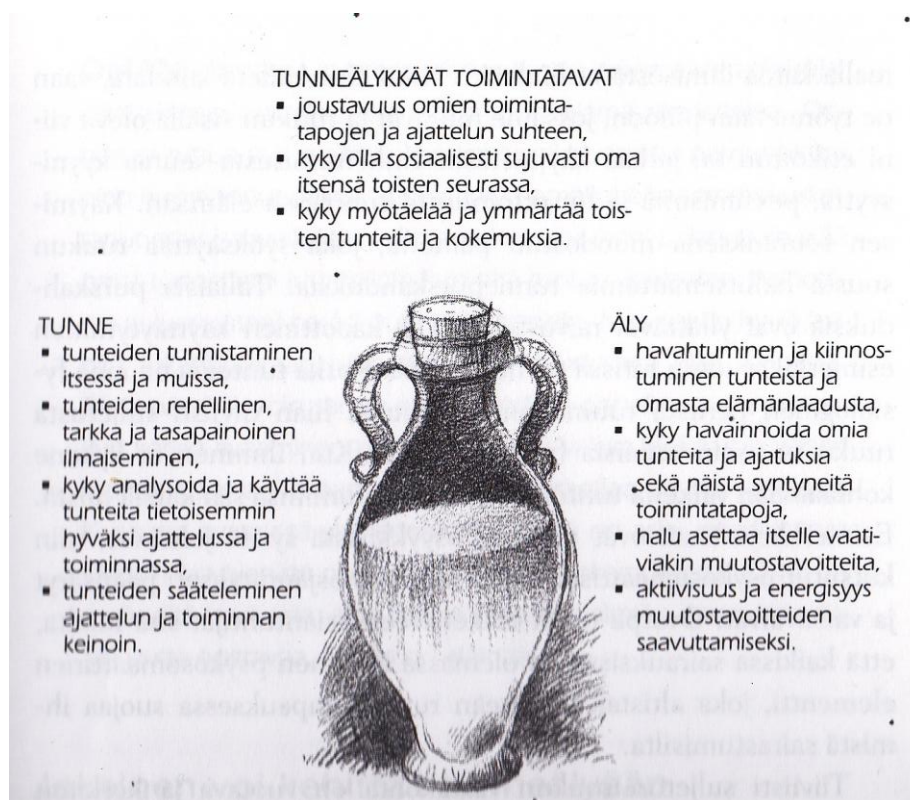 TUNNEÄLYKKÄÄT TOIMINTATAVAT
▪ joustavuus omien toiminta-
tapojen ja ajattelun suhteen,
▪ kyky olla sosiaalisesti sujuvasti oma
itsensä toisten seurassa,
▪ kyky myötäelää ja ymmärtää tois-
ten tunteita ja kokemuksia.
TUNNE
▪ tunteiden tunnistaminen
itsessä ja muissa,
▪ tunteiden rehellinen,
tarkka ja tasapainoinen
ilmaiseminen,
▪ kyky analysoida ja käyttää
tunteita tietoisemmin
hyväksi ajattelussa ja
toiminnassa,
▪ tunteiden sääteleminen
ajattelun ja toiminnan
keinoin.
ÄLY
▪ havahtuminen ja kiinnos-
tuminen tunteista ja
omasta elämänlaadusta,
▪ kyky havainnoida omia
tunteita ja ajatuksia
sekä näistä syntyneitä
toimintatapoja,
halu asettaa itselle vaati-
viakin muutostavoitteita,
▪ aktiivisuus ja energisyys
muutostavoitteiden
saavuttamiseksi.